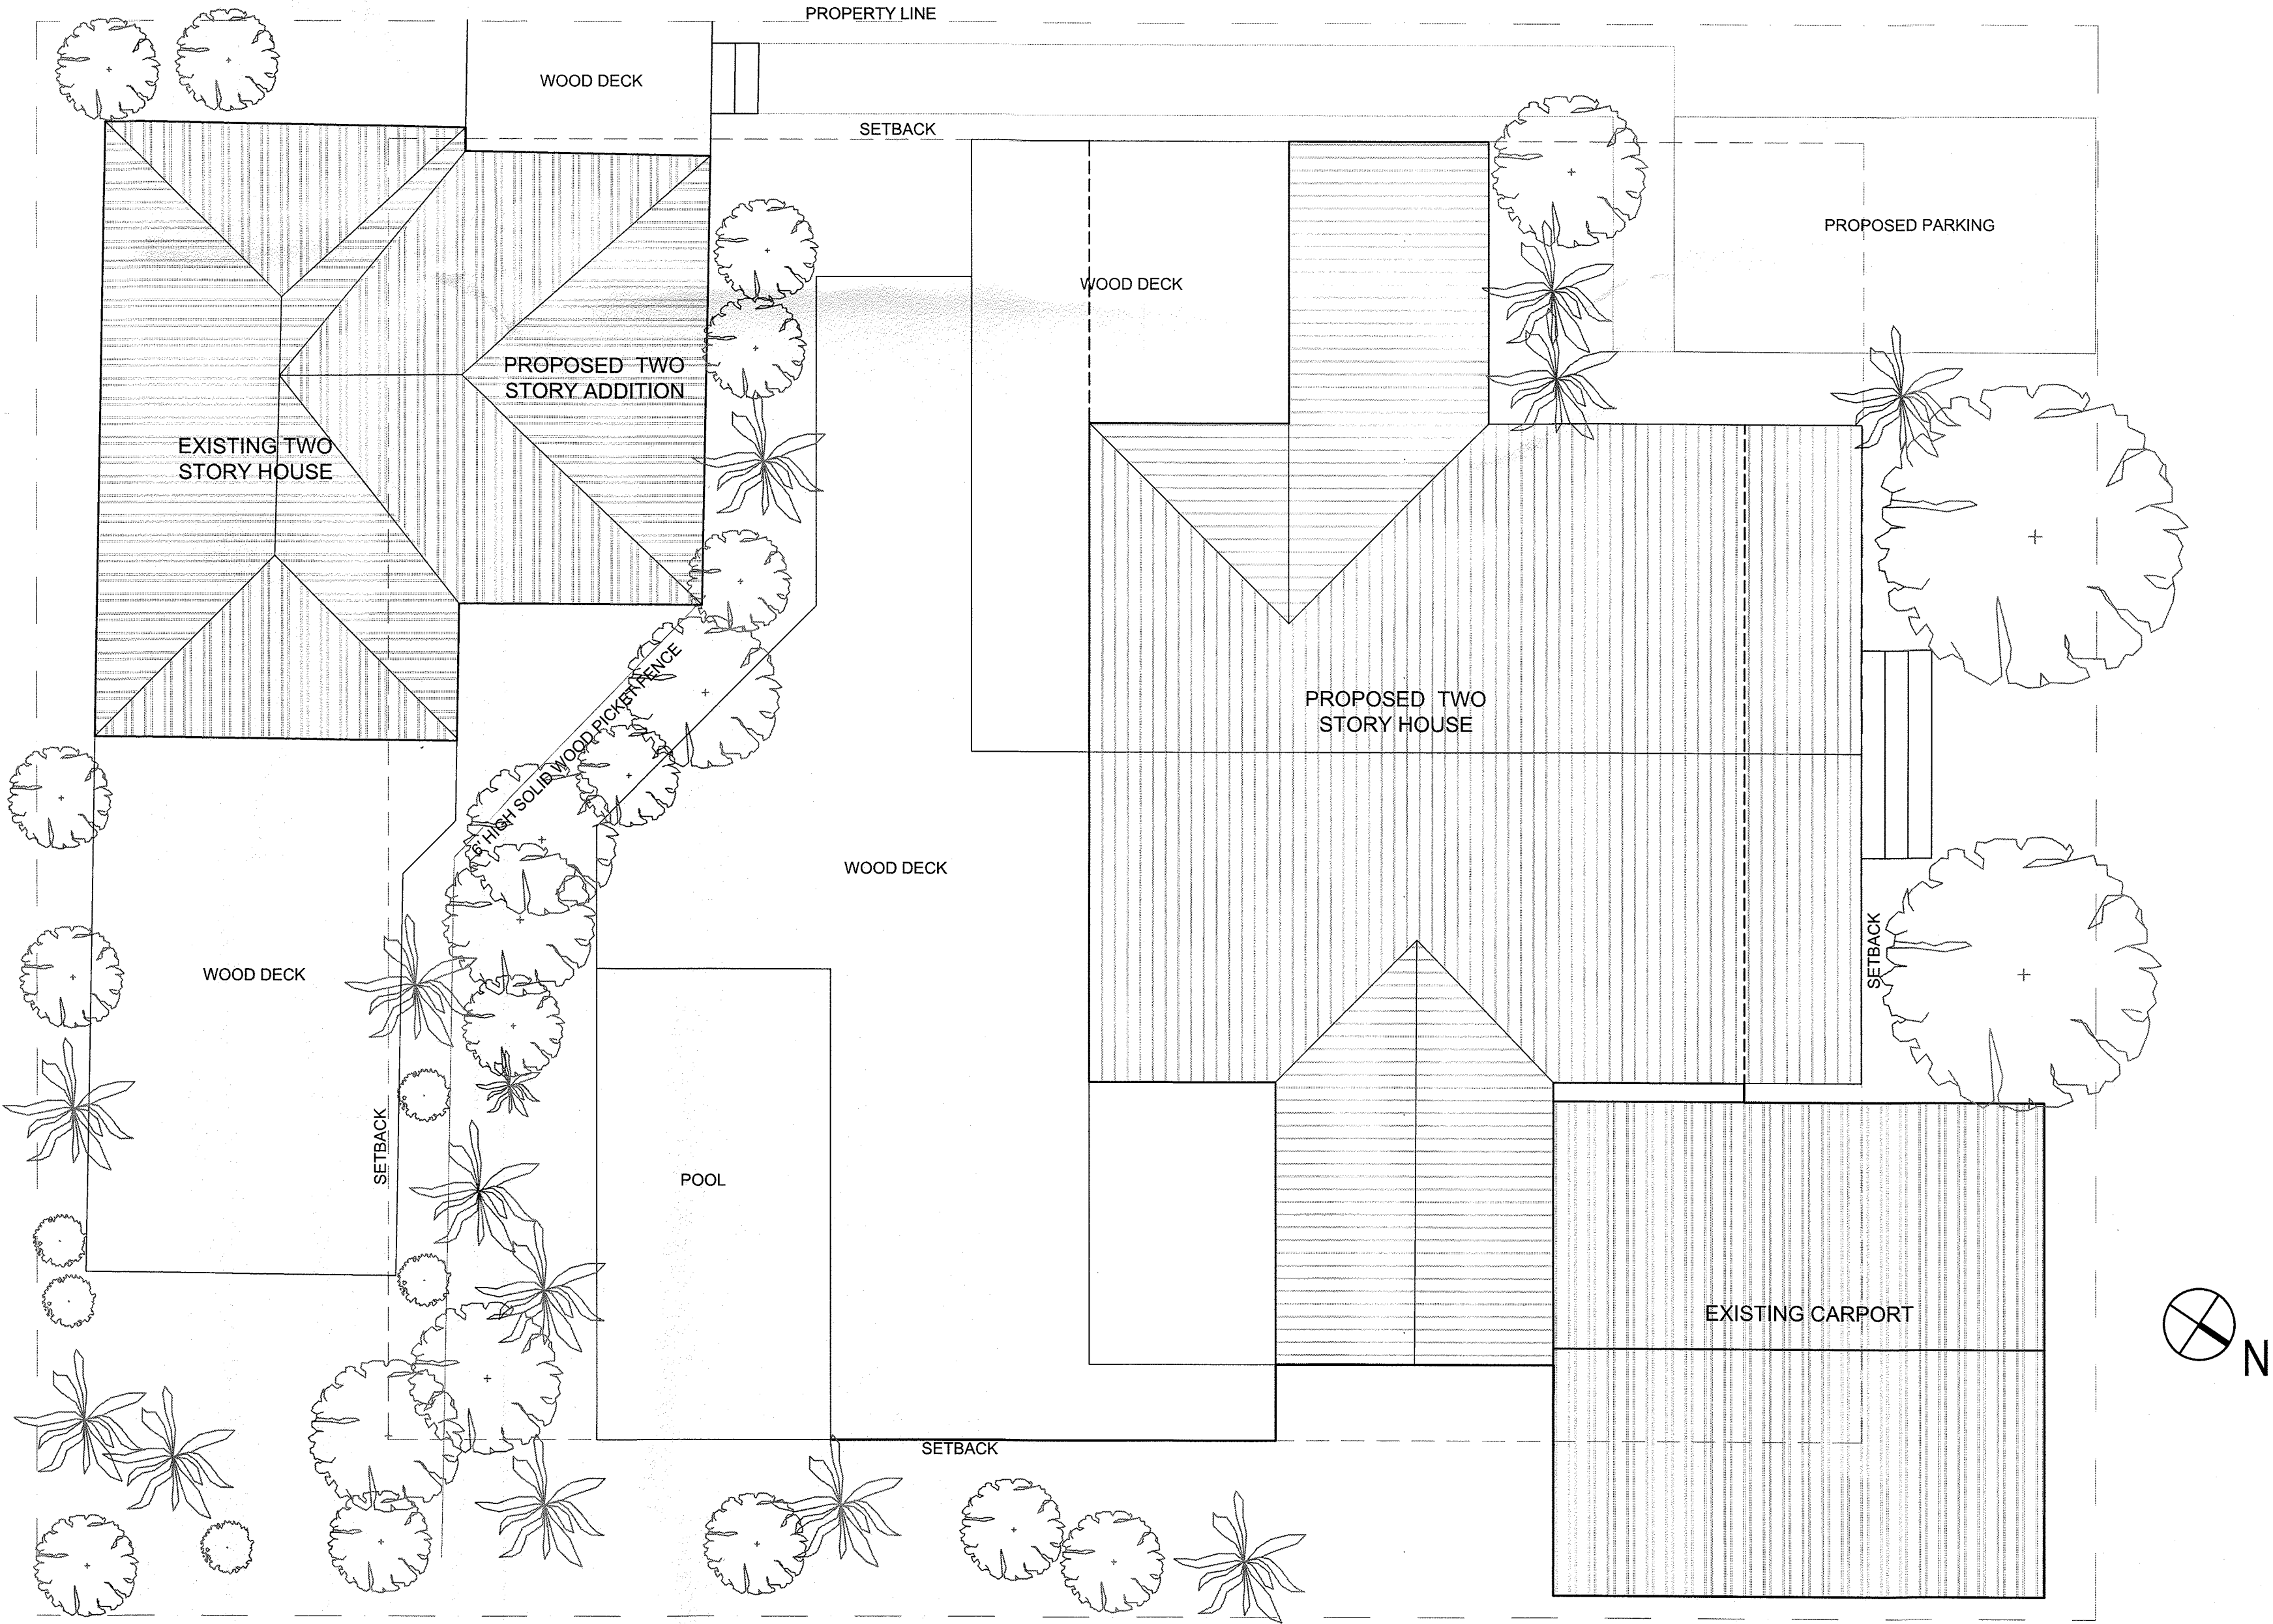 PROPERTY LINE
WOOD DECK
SETBACK
PROPOSED PARKING
WOOD DECK
PROPOSED TWO
STORY ADDITION
EXISTING TWO
STORY HOUSE
6' HIGH SOLID WOOD PICKET FENCE
PROPOSED TWO
STORY HOUSE
WOOD DECK
SETBACK
WOOD DECK
SETBACK
POOL
EXISTING CARPORT
N
SETBACK